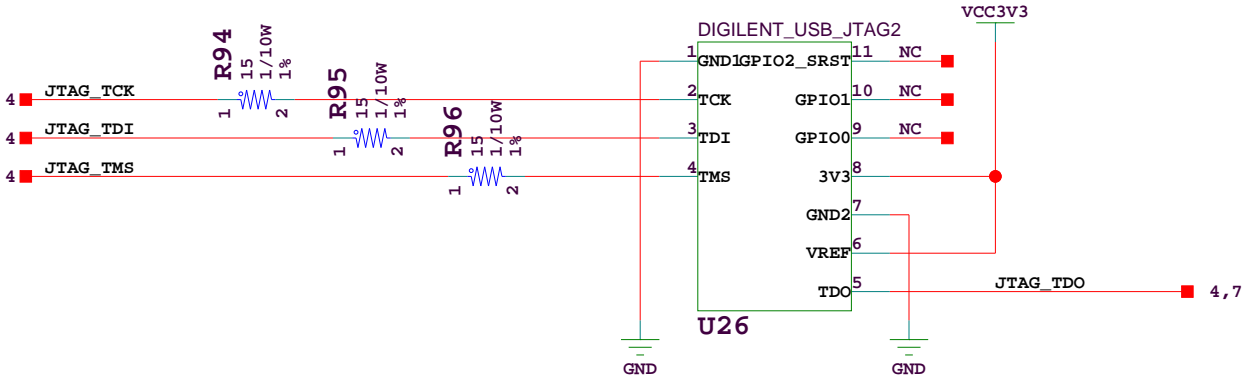 VCC3V3
DIGILENT_USB_JTAG2
R94
15
1/10W
1%
1 GND1 GPIO2_SRST 11 NC
4 JTAG_TCK 1 2 2 TCK GPIO1 10 NC
R95
15
1/10W
1%
4 JTAG_TDI 1 2 3 TDI GPIO0 9 NC
R96
15
1/10W
1%
4 JTAG_TMS 1 2 4 TMS 3V3 8
GND2 7
VREF 6
TDO 5 JTAG_TDO 4,7
U26
GND
GND